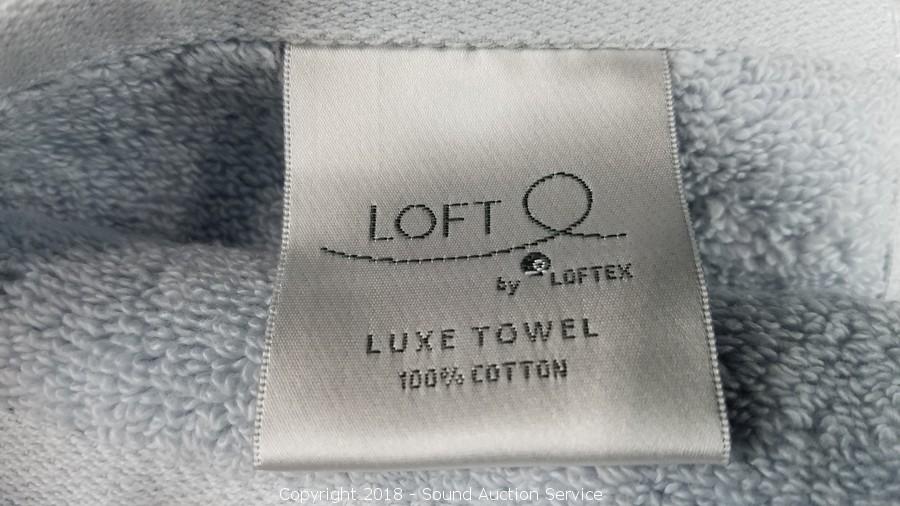 LOFT
by LOFTEX
LUXE TOWEL
100% COTTON
Copyright 2018 - Sound Auction Service